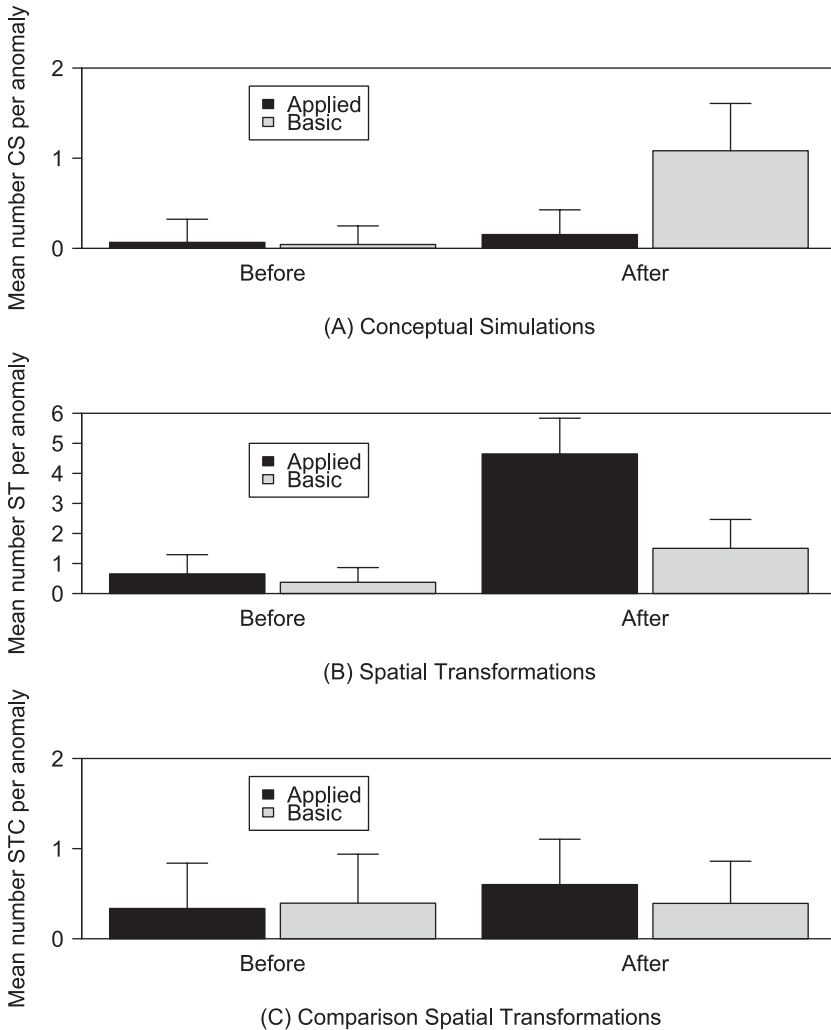 Mean number CS per anomaly
2
1
0
Applied
Basic
Before After
(A) Conceptual Simulations
Mean number ST per anomaly
6
5
4
3
2
1
0
Applied
Basic
Before After
(B) Spatial Transformations
Mean number STC per anomaly
2
1
0
Applied
Basic
Before After
(C) Comparison Spatial Transformations